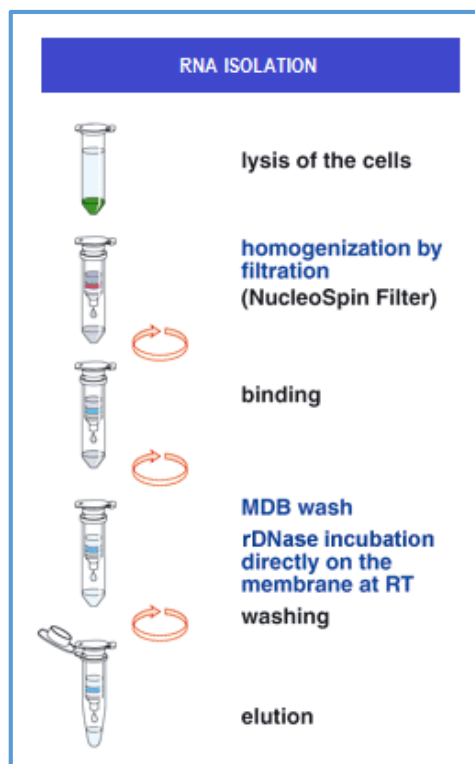 RNA ISOLATION
lysis of the cells
homogenization by
filtration
(NucleoSpin Filter)
binding
MDB wash
rDNase incubation
directly on the
membrane at RT
washing
elution